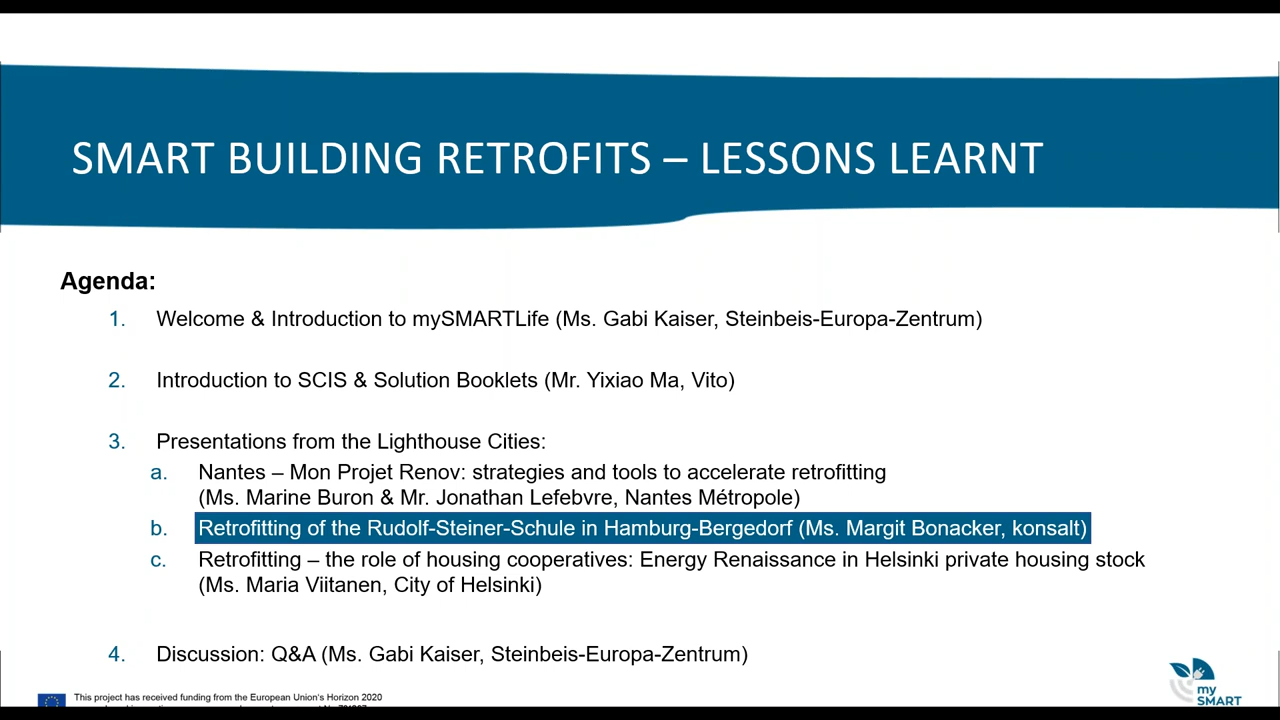 SMART BUILDING RETROFITS – LESSONS LEARNT
Agenda:
1. Welcome & Introduction to mySMARTLife (Ms. Gabi Kaiser, Steinbeis-Europa-Zentrum)
2. Introduction to SCIS & Solution Booklets (Mr. Yixiao Ma, Vito)
3. Presentations from the Lighthouse Cities:
a. Nantes – Mon Projet Renov: strategies and tools to accelerate retrofitting
(Ms. Marine Buron & Mr. Jonathan Lefebvre, Nantes Métropole)
b. Retrofitting of the Rudolf-Steiner-Schule in Hamburg-Bergedorf (Ms. Margit Bonacker, konsalt)
c. Retrofitting – the role of housing cooperatives: Energy Renaissance in Helsinki private housing stock
(Ms. Maria Viitanen, City of Helsinki)
4. Discussion: Q&A (Ms. Gabi Kaiser, Steinbeis-Europa-Zentrum)
This project has received funding from the European Union's Horizon 2020
my
SMART